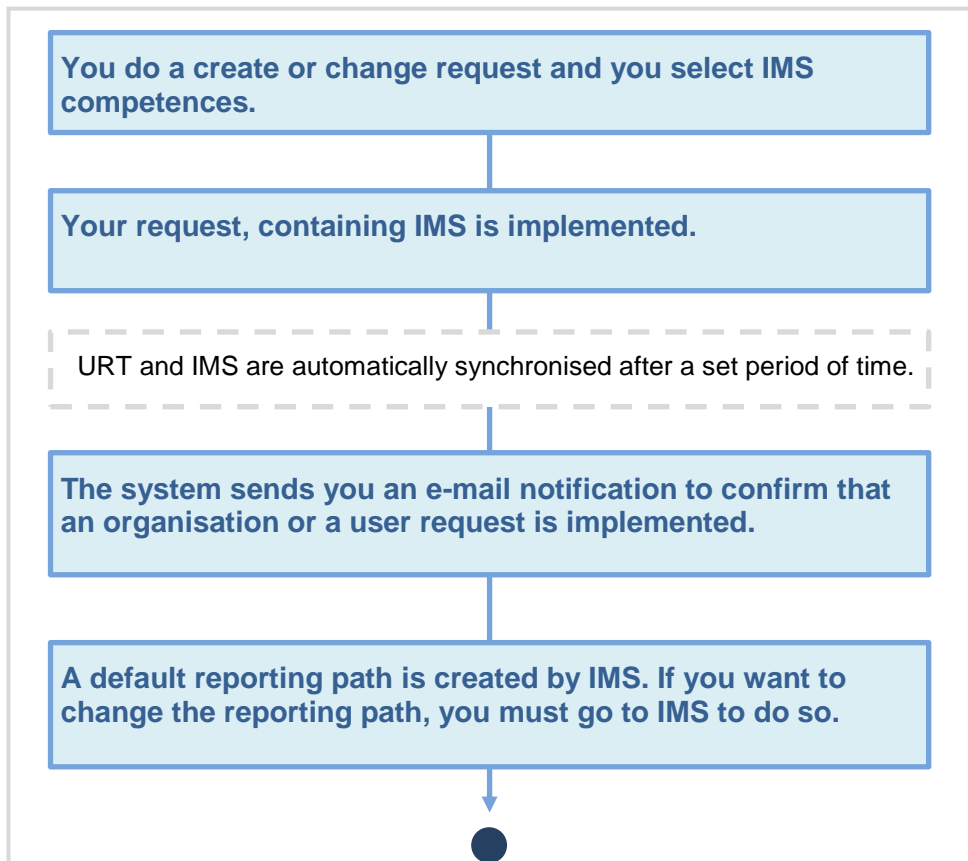 You do a create or change request and you select IMS
competences.
Your request, containing IMS is implemented.
URT and IMS are automatically synchronised after a set period of time.
The system sends you an e-mail notification to confirm that
an organisation or a user request is implemented.
A default reporting path is created by IMS. If you want to
change the reporting path, you must go to IMS to do so.